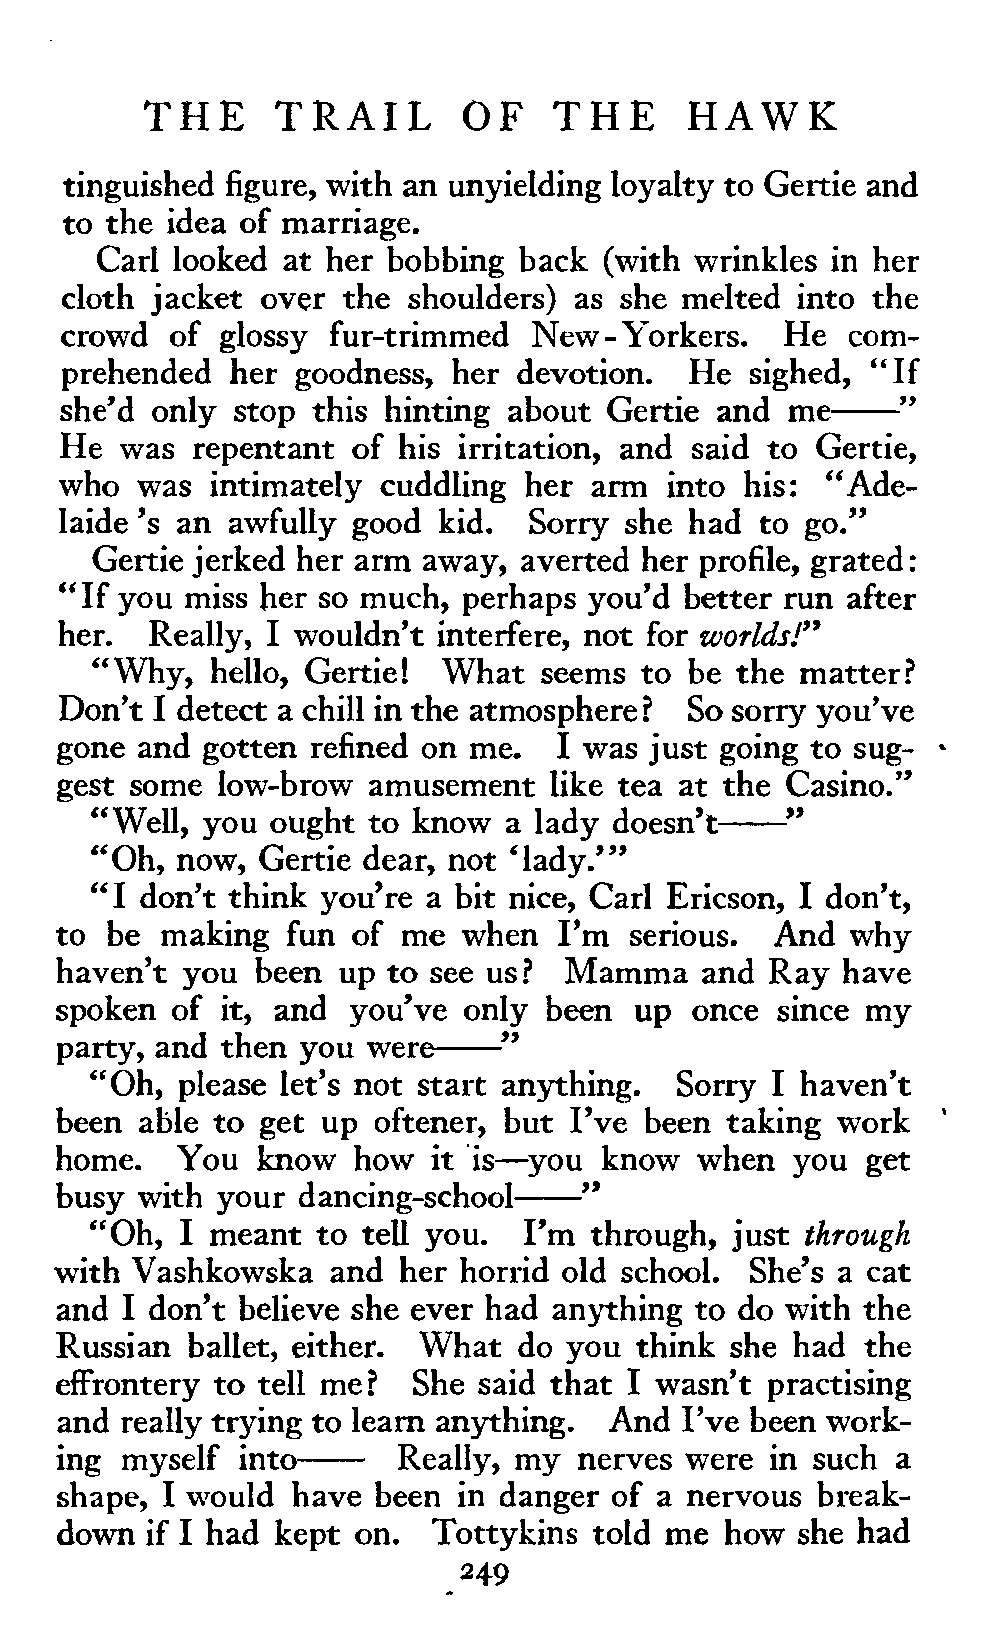 THE TRAIL OF THE HAWK
tinguished figure, with an unyielding loyalty to Gertie and
to the idea of marriage.
Carl looked at her bobbing back (with wrinkles in her
cloth jacket over the shoulders) as she melted into the
crowd of glossy fur-trimmed New-Yorkers. He com-
prehended her goodness, her devotion. He sighed, "If
she'd only stop this hinting about Gertie and me——"
He was repentant of his irritation, and said to Gertie,
who was intimately cuddling her arm into his: "Ade-
laide 's an awfully good kid. Sorry she had to go."
Gertie jerked her arm away, averted her profile, grated:
"If you miss her so much, perhaps you'd better run after
her. Really, I wouldn't interfere, not for worlds!"
"Why, hello, Gertie! What seems to be the matter?
Don't I detect a chill in the atmosphere? So sorry you've
gone and gotten refined on me. I was just going to sug-
gest some low-brow amusement like tea at the Casino."
"Well, you ought to know a lady doesn't——"
"Oh, now, Gertie dear, not 'lady.'"
"I don't think you're a bit nice, Carl Ericson, I don't,
to be making fun of me when I'm serious. And why
haven't you been up to see us? Mamma and Ray have
spoken of it, and you've only been up once since my
party, and then you were——"
"Oh, please let's not start anything. Sorry I haven't
been able to get up oftener, but I've been taking work
home. You know how it is—you know when you get
busy with your dancing-school——"
"Oh, I meant to tell you. I'm through, just through
with Vashkowska and her horrid old school. She's a cat
and I don't believe she ever had anything to do with the
Russian ballet, either. What do you think she had the
effrontery to tell me? She said that I wasn't practising
and really trying to learn anything. And I've been work-
ing myself into—— Really, my nerves were in such a
shape, I would have been in danger of a nervous break-
down if I had kept on. Tottykins told me how she had
249